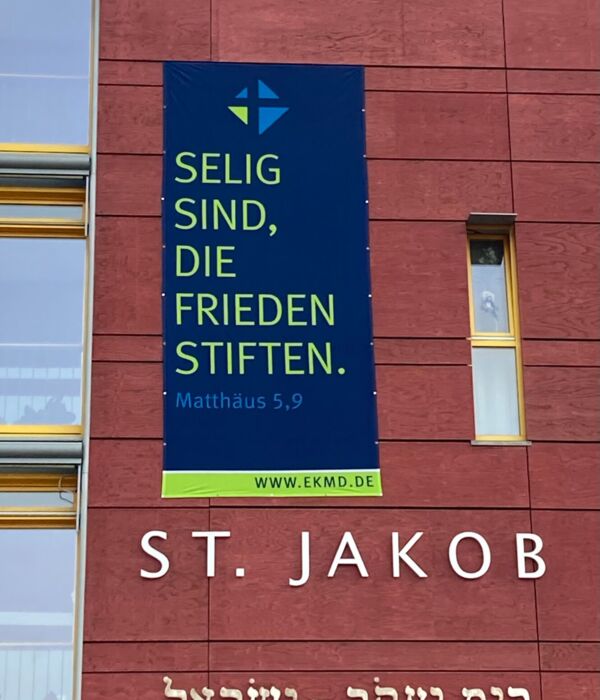 SELIG
SIND,
DIE
FRIEDEN
STIFTEN.
Matthäus 5,9
WWW.EKMD.DE
ST. JAKOB